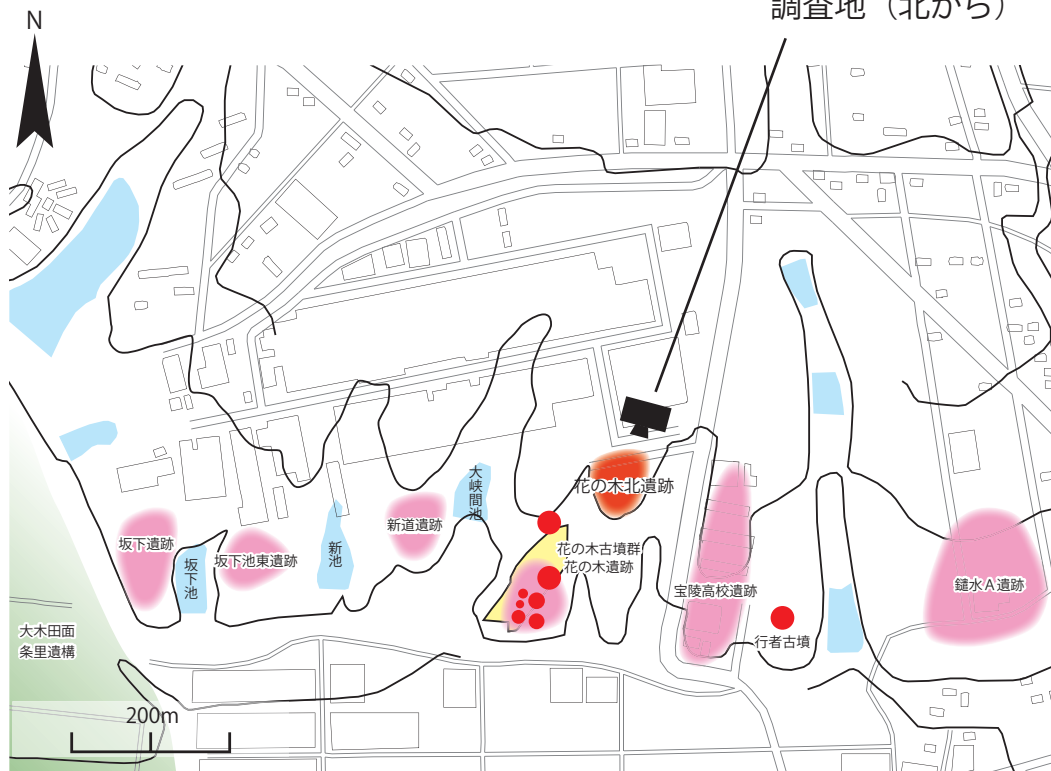 調査地（北から）
N
大峡間池
花の木北遺跡
新道遺跡
坂下遺跡
坂下池東遺跡
新池
坂下池
花の木古墳群
花の木遺跡
宝陵高校遺跡
鑓水A遺跡
大木田面
条里遺構
行者古墳
200m